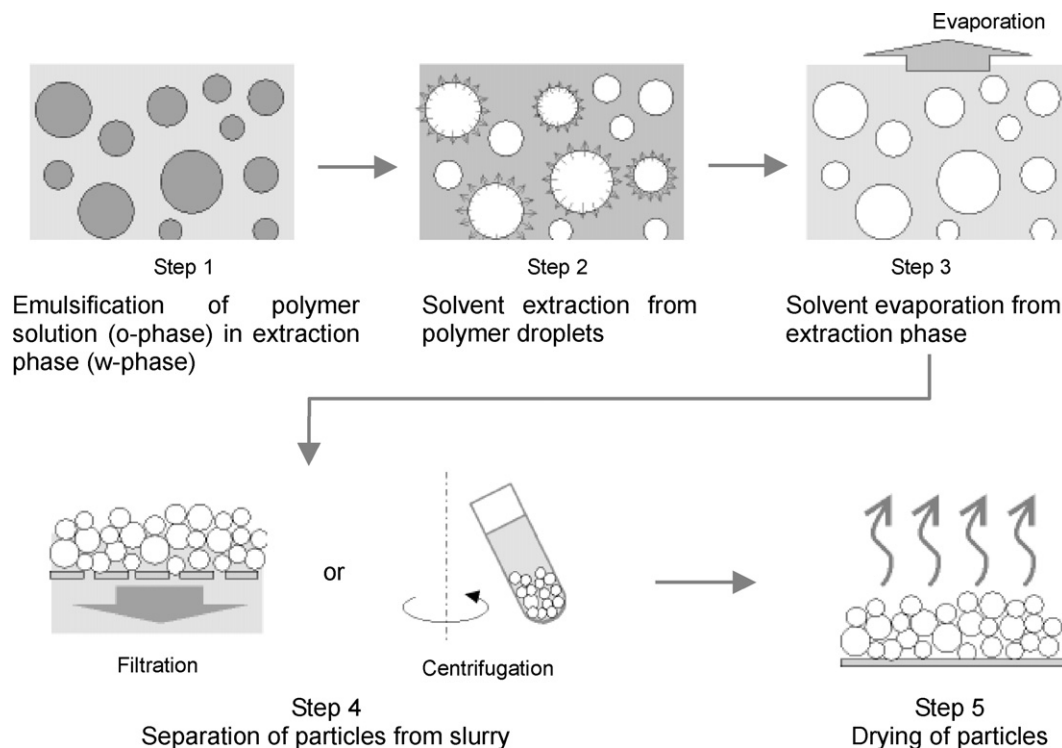 Evaporation
Step 1
Step 2
Step 3
Emulsification of polymer
solution (o-phase) in extraction
phase (w-phase)
Solvent extraction from
polymer droplets
Solvent evaporation from
extraction phase
or
Filtration
Centrifugation
Step 4
Separation of particles from slurry
Step 5
Drying of particles